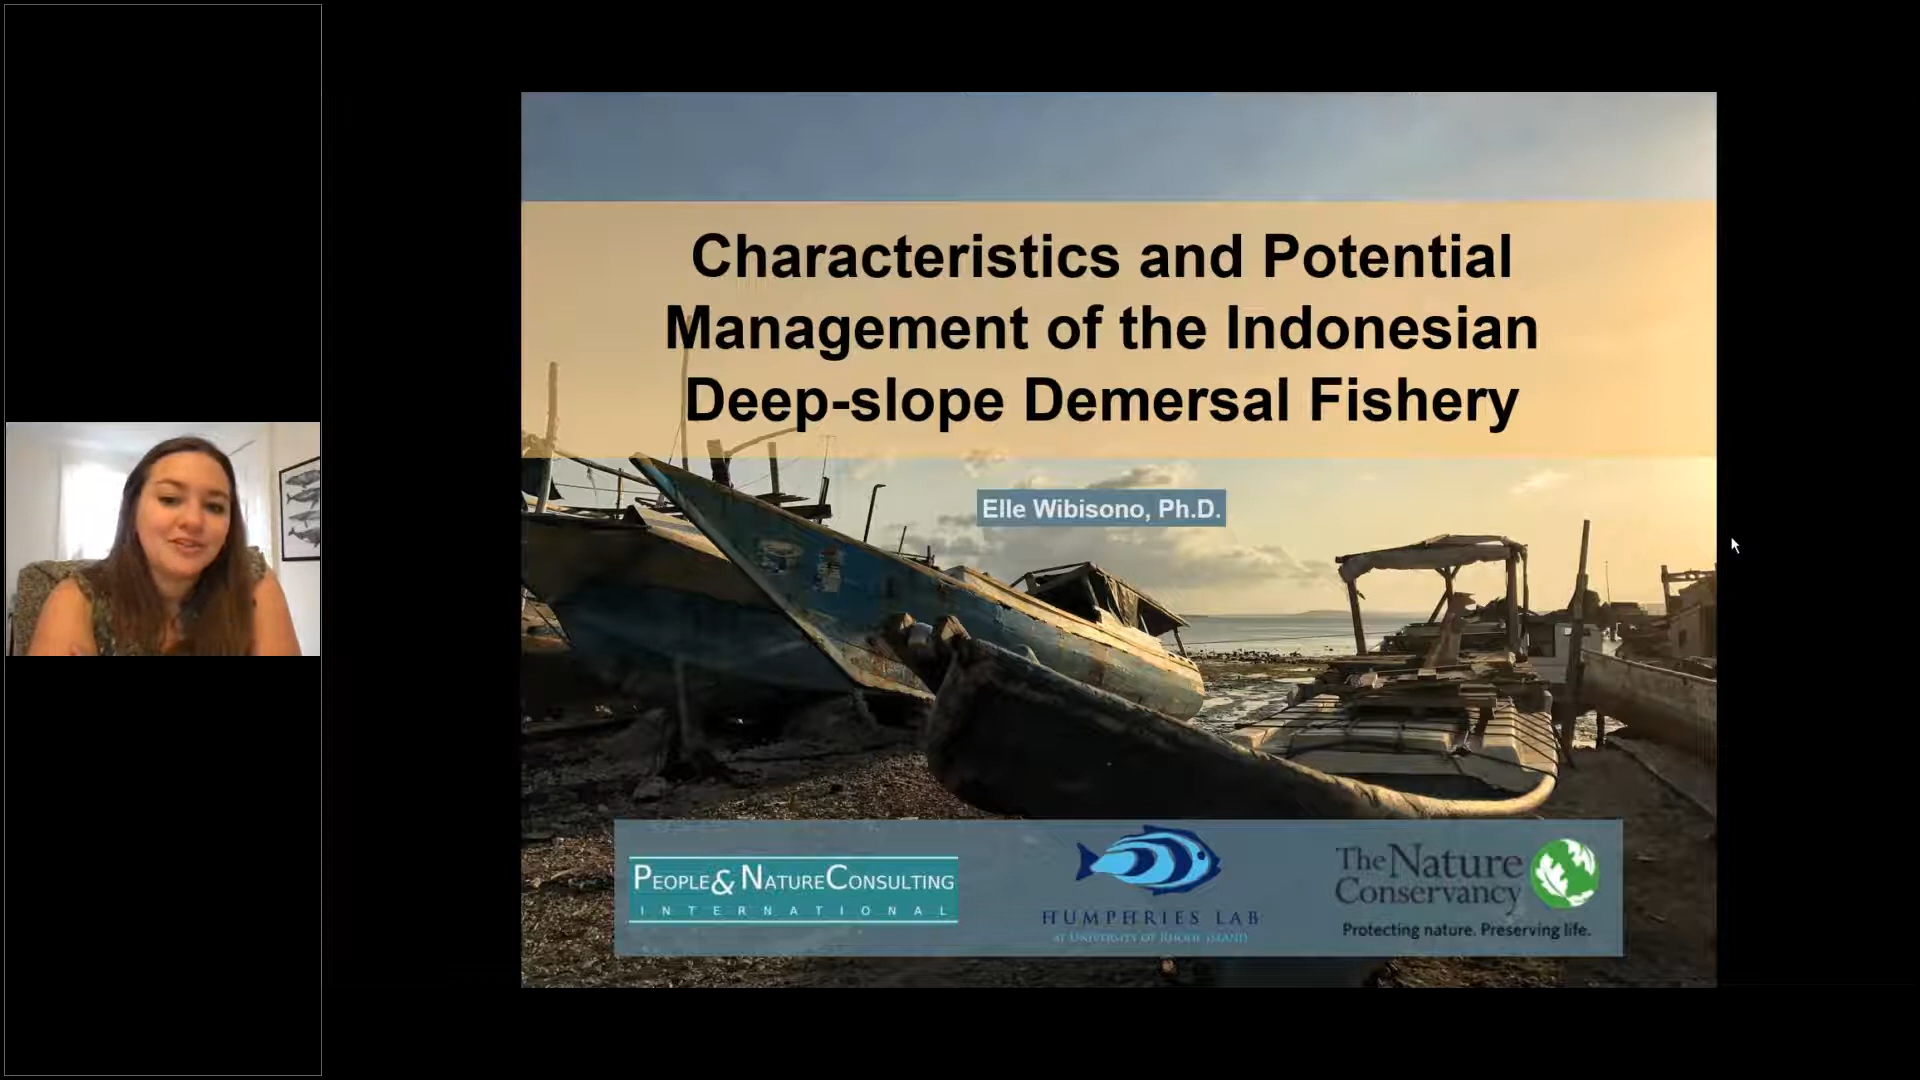 Characteristics and Potential
Management of the Indonesian
Deep-slope Demersal Fishery
Elle Wibisono, Ph.D.
PEOPLE & NATURE CONSULTING
INTERNATIONAL
HUMPHRIES LAB
AT UNIVERSITY OF RHODE ISLAND
The Nature
Conservancy
Protecting nature. Preserving life.